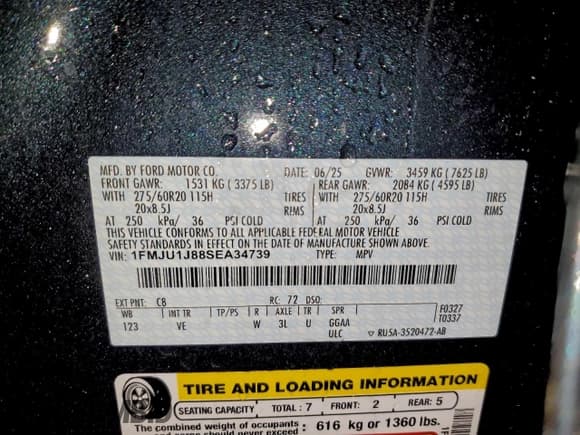 MFD. BY FORD MOTOR CO. DATE: 06/25 GVWR: 3459 KG (7625 LB)
FRONT GAWR: 1531 KG (3375 LB) REAR GAWR: 2084 KG (4595 LB)
WITH 275/60R20 115H TIRES WITH 275/60R20 115H TIRES
20x8.5J RIMS 20x8.5J RIMS
AT 250 kPa/ 36 PSI COLD AT 250 kPa/ 36 PSI COLD
THIS VEHICLE CONFORMS TO ALL APPLICABLE FEDERAL MOTOR VEHICLE
SAFETY STANDARDS IN EFFECT ON THE DATE OF MANUFACTURE SHOWN ABOVE.
VIN: 1FMJU1J88SEA34739 TYPE: MPV
EXT PNT: C8 RC: 72 DSO: F0327
WB INT TR TP/PS R AXLE TR SPR T0337
123 VE W 3L U GGAA
ULC RU5A-3520472-AB
TIRE AND LOADING INFORMATION
SEATING CAPACITY TOTAL: 7 FRONT: 2 REAR: 5
The combined weight of occupants
and cargo should never exceed : 616 kg or 1360 lbs.